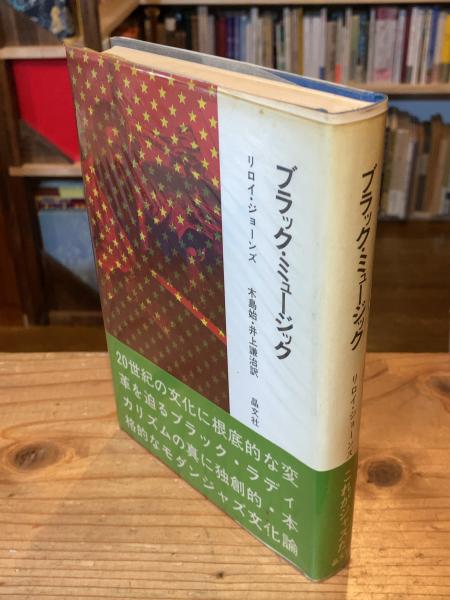 ブラック・ミュージック
リロイ・ジョーンズ
木島始・井上謙治訳
晶文社
20世紀の文化に根底的な変
革を迫るブラック・ラディ
カリズムの真に独創的・本
格的なモダンジャズ文化論
ブラック・ミュージック
リロイ・ジョーンズ